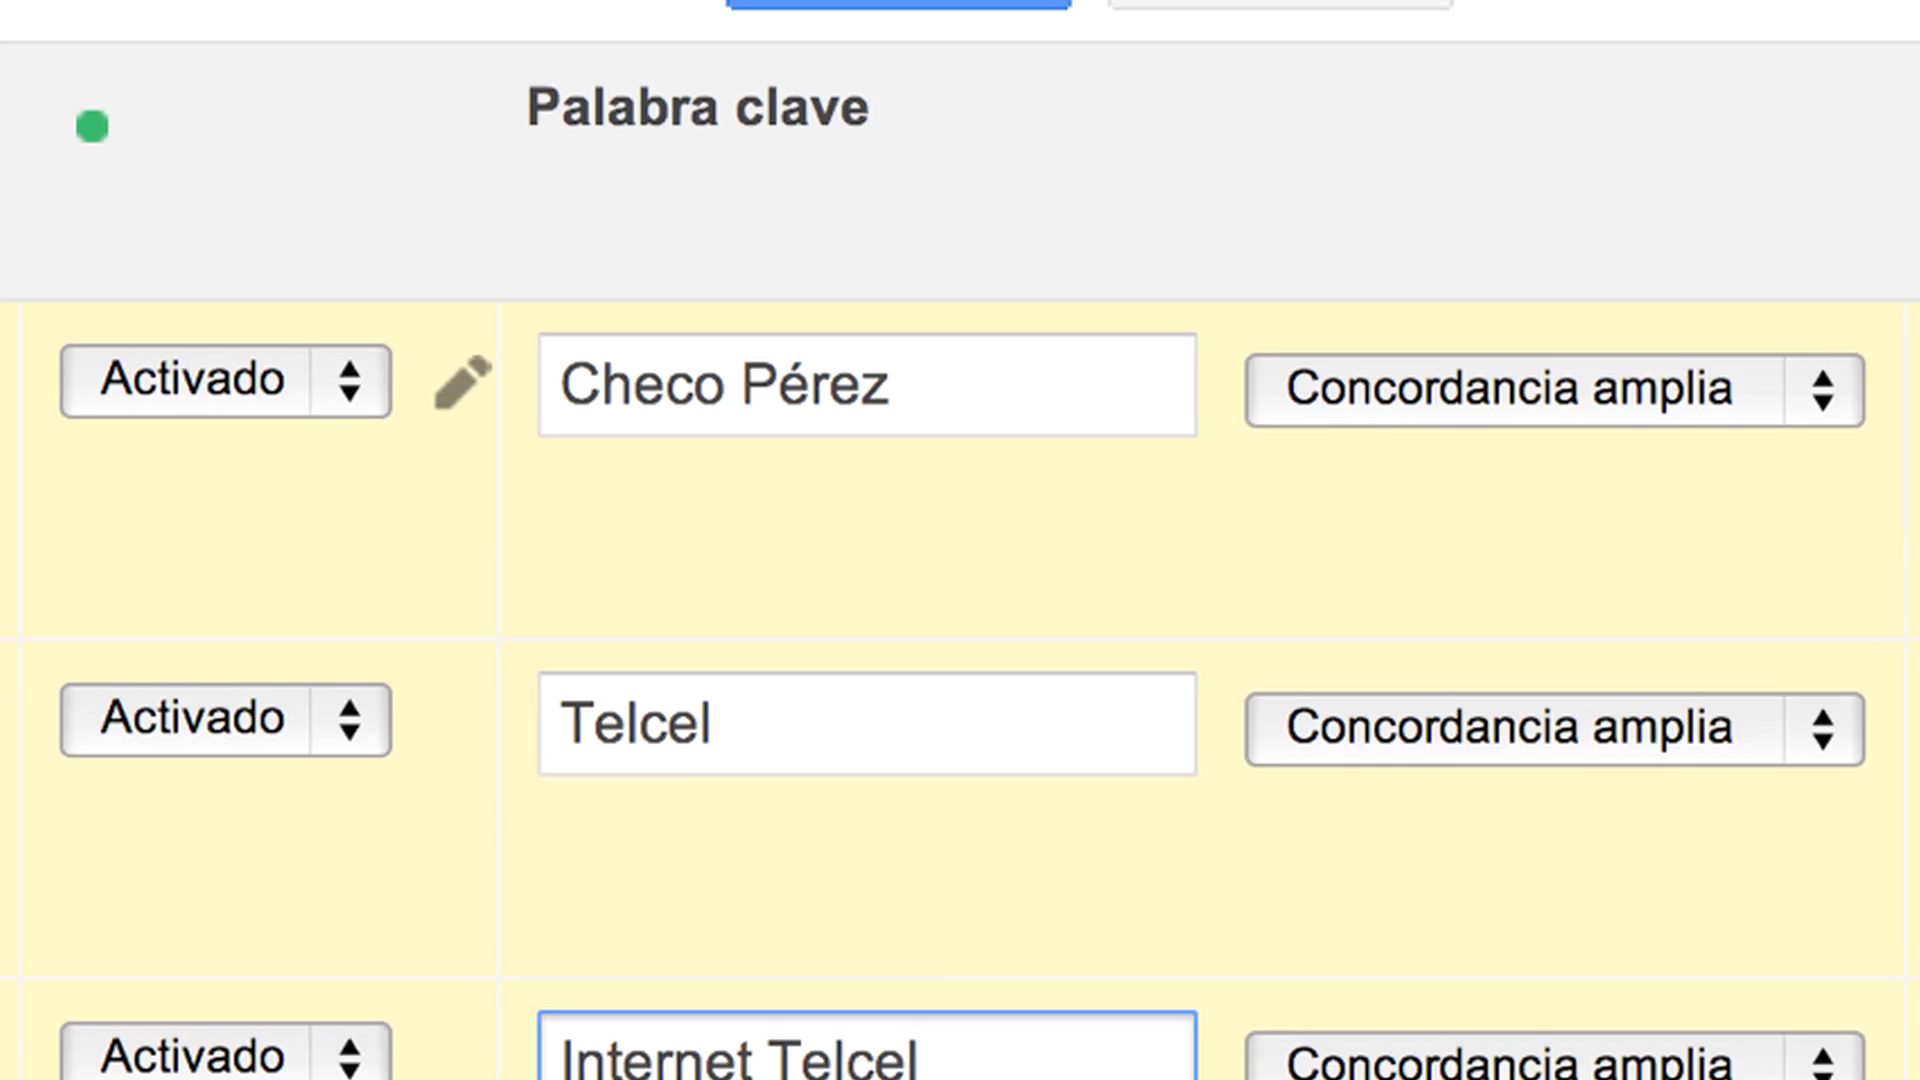 Palabra clave
Activado Checo Pérez Concordancia amplia
Activado Telcel Concordancia amplia
Activado Internet Telcel Concordancia amplia